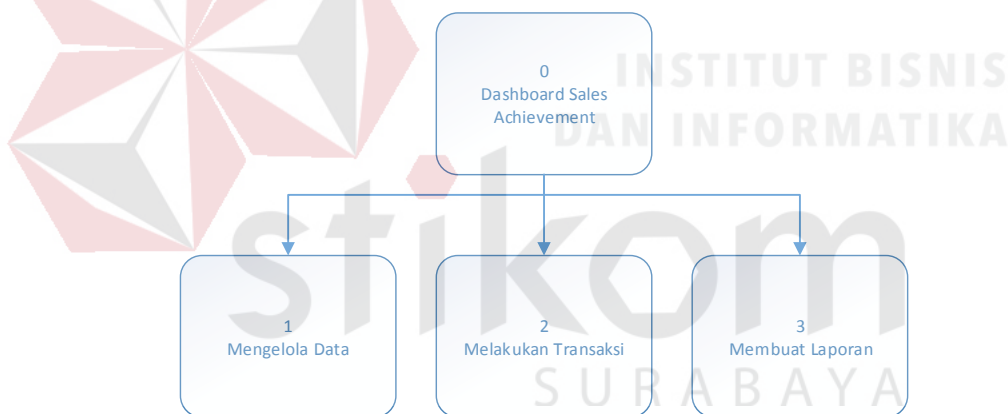 INSTITUT BISNIS
DAN INFORMATIKA
stikom
SURABAYA
0
Dashboard Sales
Achievement
1
Mengelola Data
2
Melakukan Transaksi
3
Membuat Laporan